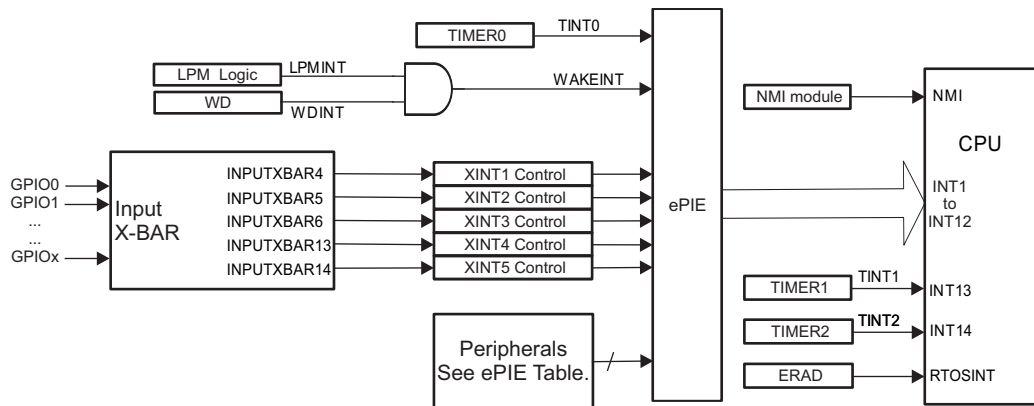 TIMER0
TINT0
LPM Logic
LPMINT
WD
WDINT
WAKEINT
NMI module
NMI
CPU
GPIO0
GPIO1
...
...
GPIOx
Input
X-BAR
INPUTXBAR4
INPUTXBAR5
INPUTXBAR6
INPUTXBAR13
INPUTXBAR14
XINT1 Control
XINT2 Control
XINT3 Control
XINT4 Control
XINT5 Control
ePIE
INT1
to
INT12
TIMER1
TINT1
INT13
TIMER2
TINT2
INT14
ERAD
RTOSINT
Peripherals
See ePIE Table.